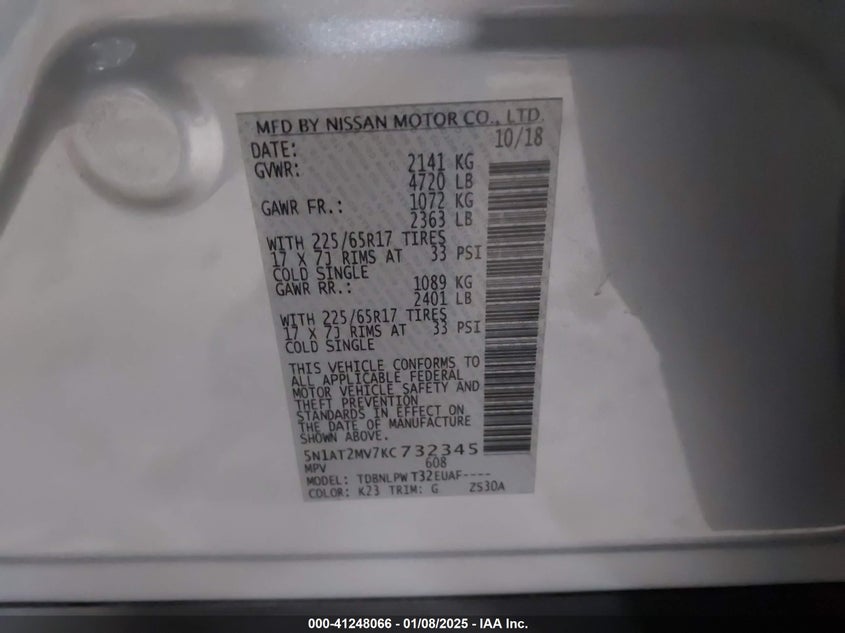 MFD BY NISSAN MOTOR CO., LTD.
DATE: 10/18
GVWR: 2141 KG
4720 LB
GAWR FR.: 1072 KG
2363 LB
WITH 225/65R17 TIRES
17 X 7J RIMS AT 33 PSI
COLD SINGLE
GAWR RR.: 1089 KG
2401 LB
WITH 225/65R17 TIRES
17 X 7J RIMS AT 33 PSI
COLD SINGLE
THIS VEHICLE CONFORMS TO
ALL APPLICABLE FEDERAL
MOTOR VEHICLE SAFETY AND
THEFT PREVENTION
STANDARDS IN EFFECT ON
THE DATE OF MANUFACTURE
SHOWN ABOVE.
5N1AT2MV7KC732345
MPV 608
MODEL: TDBNLPW T32EUAF----
COLOR: K23 TRIM: G ZS30A
000-41248066 - 01/08/2025 - IAA Inc.